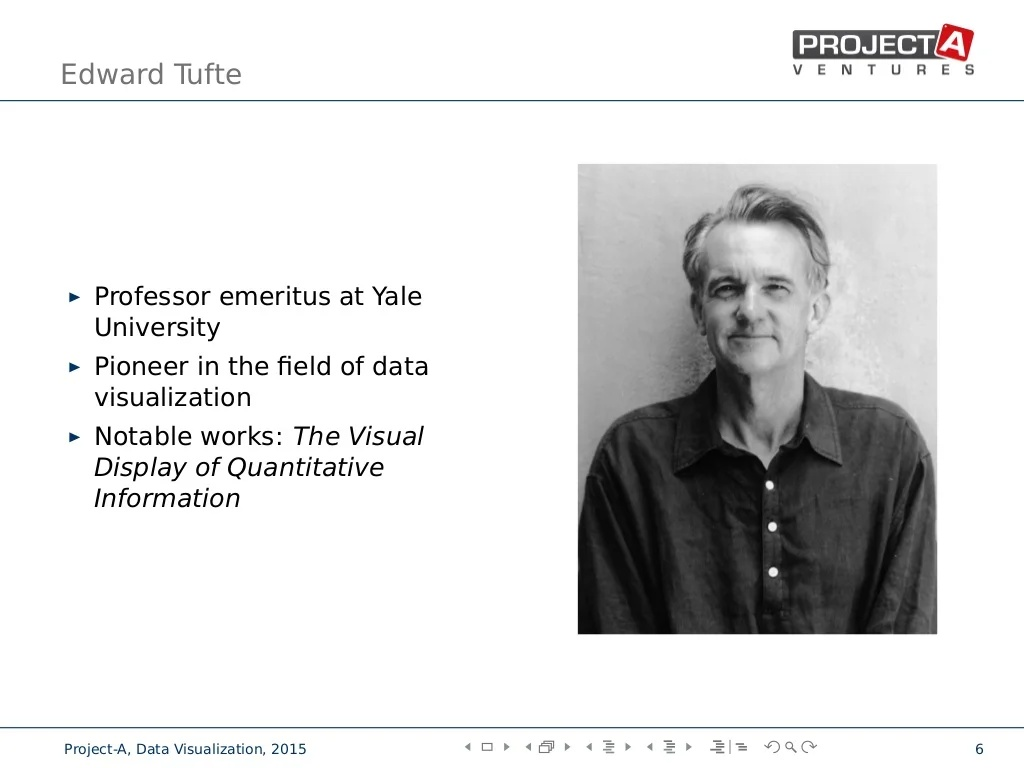 Edward Tufte
PROJECT A
VENTURES
Professor emeritus at Yale
University
Pioneer in the field of data
visualization
Notable works: The Visual
Display of Quantitative
Information
Project-A, Data Visualization, 2015
6